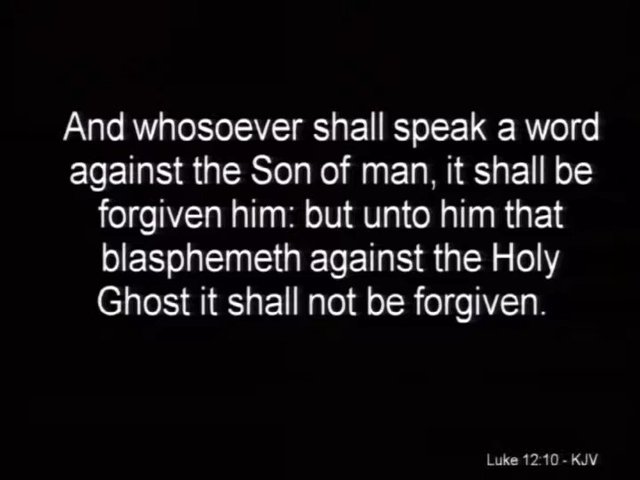 And whosoever shall speak a word
against the Son of man, it shall be
forgiven him: but unto him that
blasphemeth against the Holy
Ghost it shall not be forgiven.
Luke 12:10 - KJV